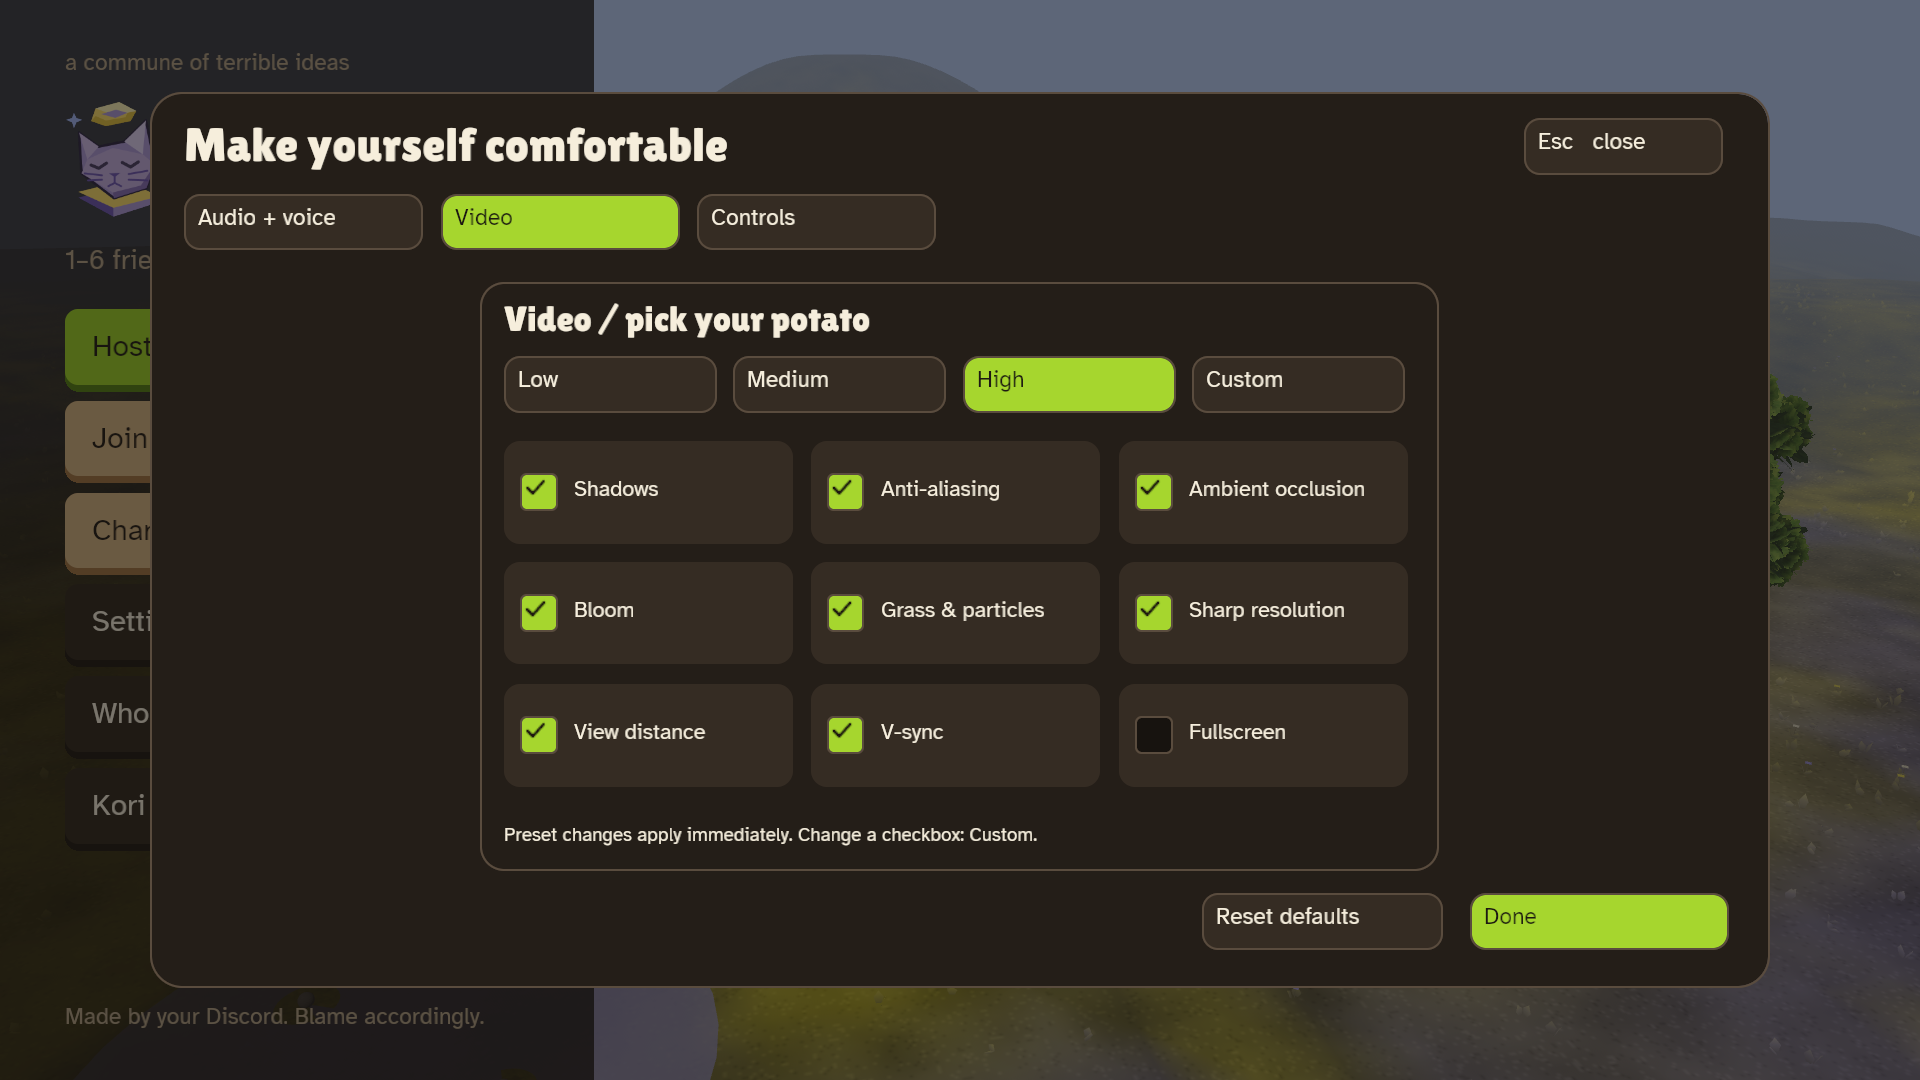 a commune of terrible ideas
Make yourself comfortable
Esc close
Audio + voice
Video
Controls
1–6 frie
Video / pick your potato
Host
Low
Medium
High
Custom
Join
Shadows
Anti-aliasing
Ambient occlusion
Char
Bloom
Grass & particles
Sharp resolution
Setti
Who
View distance
V-sync
Fullscreen
Kori
Preset changes apply immediately. Change a checkbox: Custom.
Reset defaults
Done
Made by your Discord. Blame accordingly.